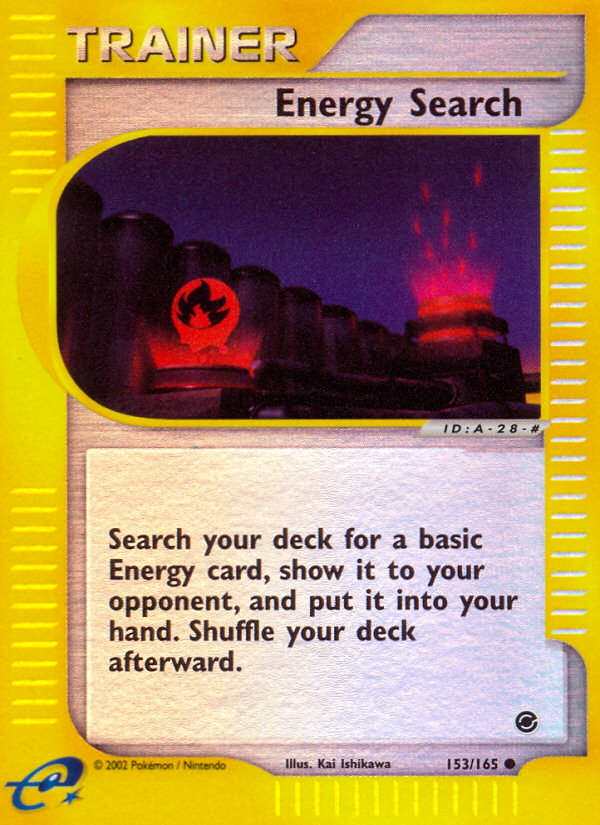 TRAINER
Energy Search
ID:A-28-#
Search your deck for a basic
Energy card, show it to your
opponent, and put it into your
hand. Shuffle your deck
afterward.
© 2002 Pokémon / Nintendo
Illus. Kai Ishikawa
153/165 ●
e